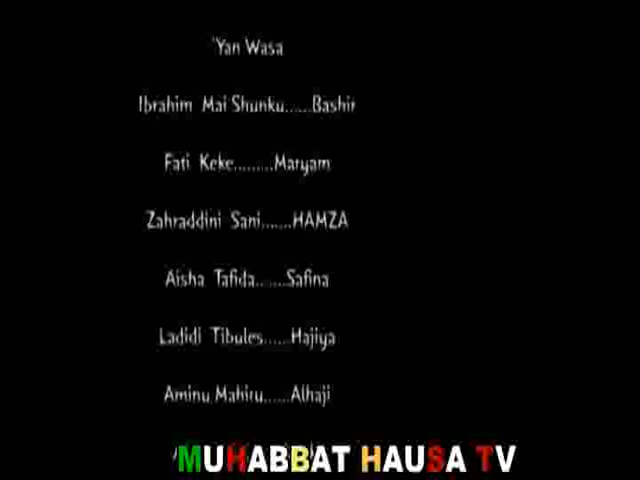 'Yan Wasa
Ibrahim Mai Shunku......Bashir
Fati Keke.........Maryam
Zahraddini Sani.......HAMZA
Aisha Tafida.......Safina
Ladidi Tibules......Hajiya
Aminu Mahiru......Alhaji
MUHABBAT HAUSA TV